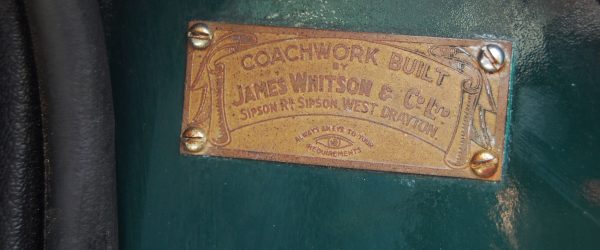 COACHWORK BUILT
BY
JAMES WHITSON & Co LTD
SIPSON RD SIPSON, WEST DRAYTON.
ALWAYS AN EYE TO YOUR
REQUIREMENTS